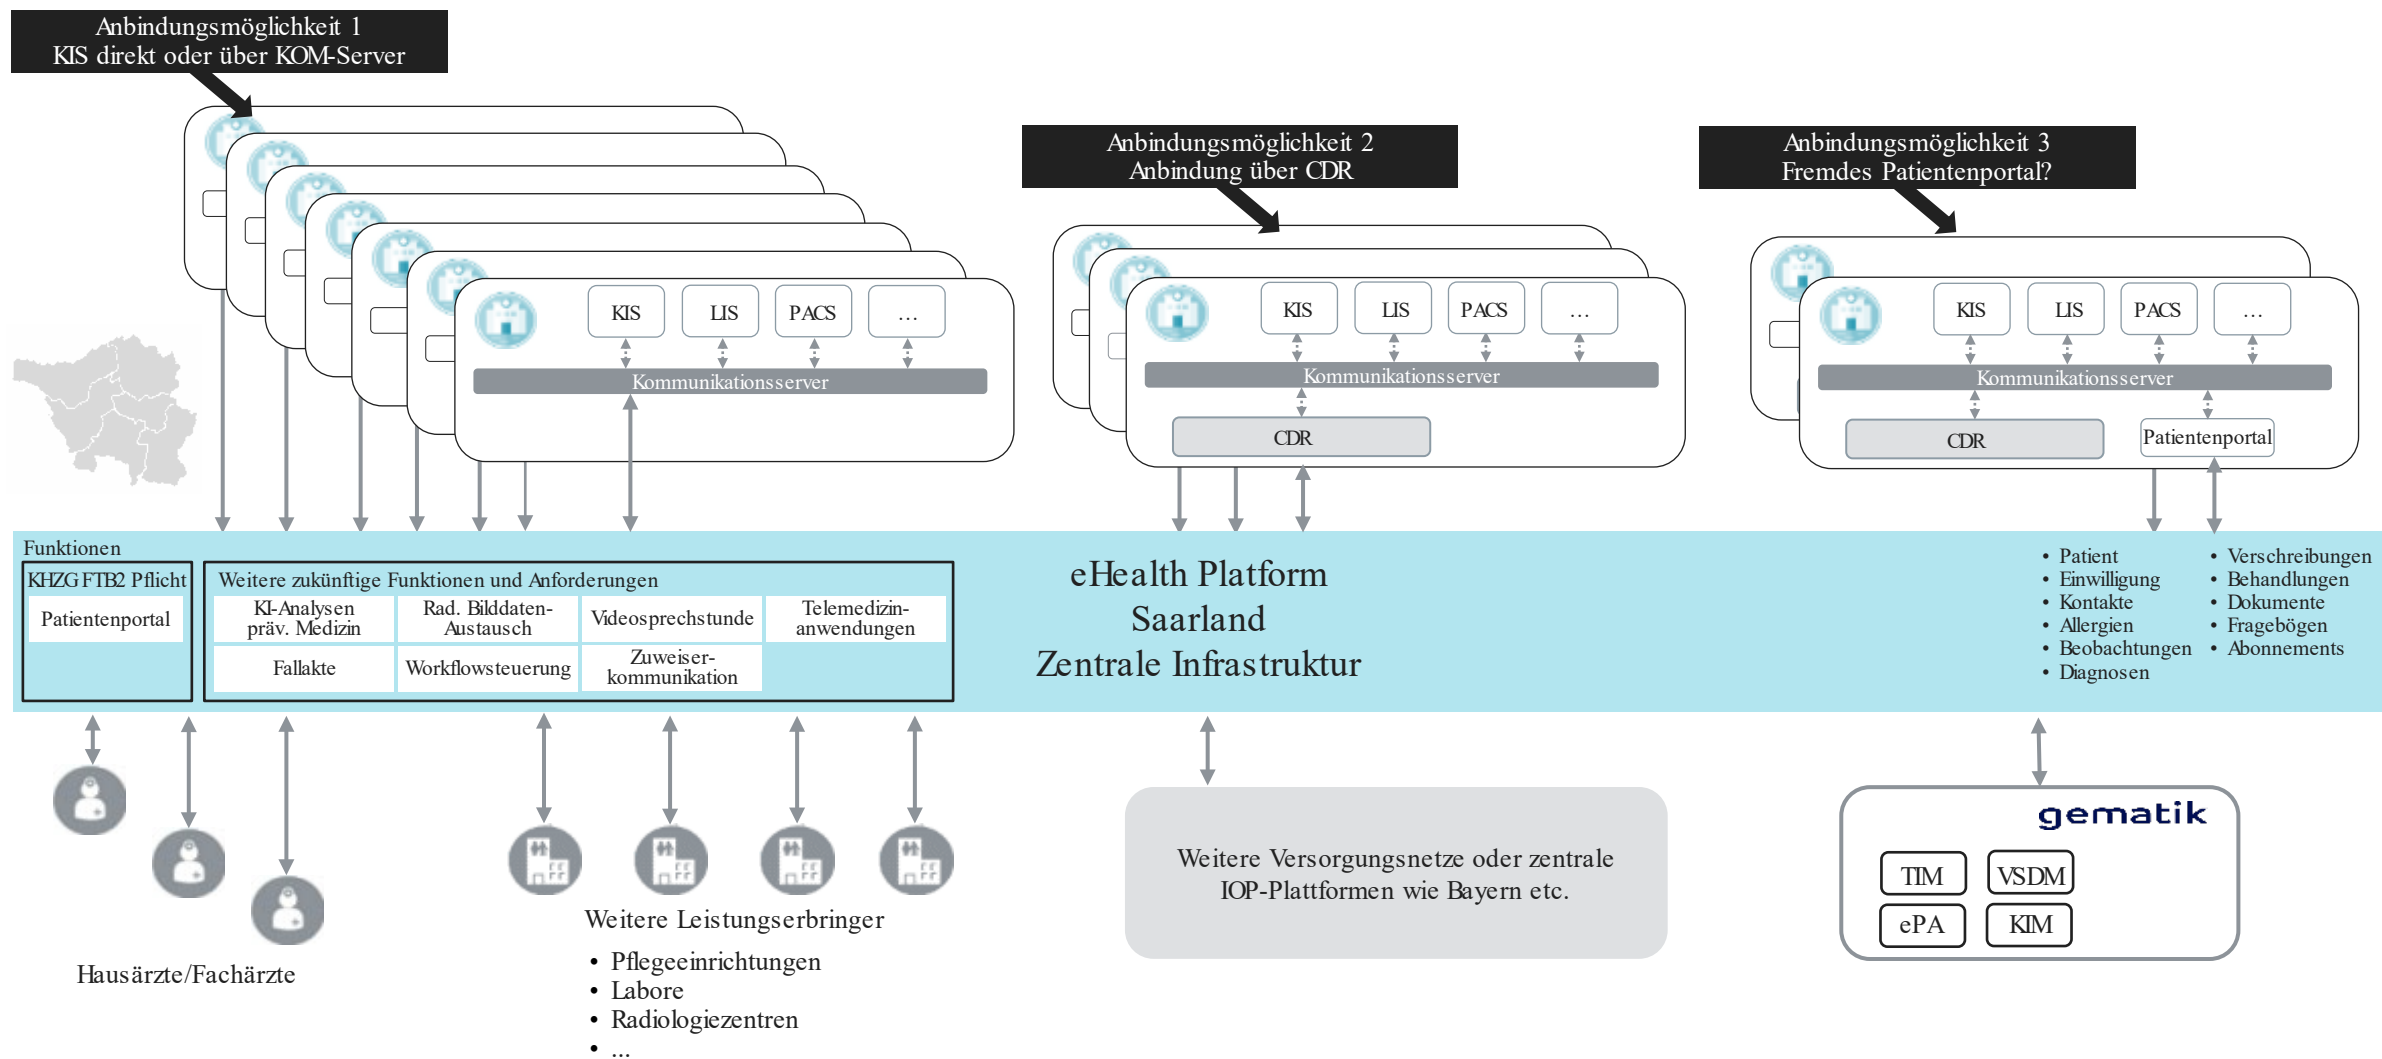 Anbindungsmöglichkeit 1
KIS direkt oder über KOM-Server
Anbindungsmöglichkeit 2
Anbindung über CDR
Anbindungsmöglichkeit 3
Fremdes Patientenportal?
KIS
LIS
PACS
...
Kommunikationsserver
KIS
LIS
PACS
...
Kommunikationsserver
CDR
KIS
LIS
PACS
...
Kommunikationsserver
CDR
Patientenportal
Funktionen
KHZG FTB2 Pflicht
Patientenportal
Weitere zukünftige Funktionen und Anforderungen
KI-Analysen
präv. Medizin
Rad. Bilddaten-
Austausch
Videosprechstunde
Telemedizin-
anwendungen
Fallakte
Workflowsteuerung
Zuweiser-
kommunikation
eHealth Platform
Saarland
Zentrale Infrastruktur
• Patient
• Einwilligung
• Kontakte
• Allergien
• Beobachtungen
• Diagnosen
• Verschreibungen
• Behandlungen
• Dokumente
• Fragebögen
• Abonnements
Hausärzte/Fachärzte
Weitere Leistungserbringer
• Pflegeeinrichtungen
• Labore
• Radiologiezentren
• ...
Weitere Versorgungsnetze oder zentrale
IOP-Plattformen wie Bayern etc.
gematik
TIM
VSDM
ePA
KIM